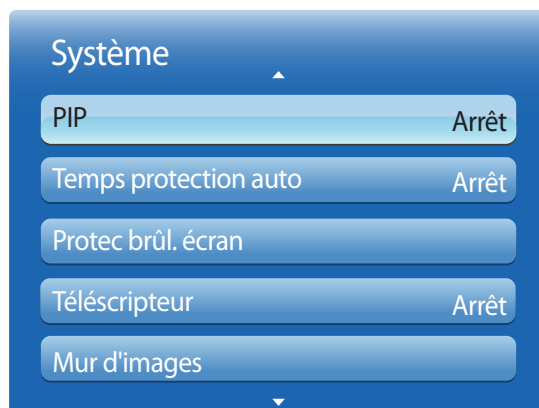 Système
PIP Arrêt
Temps protection auto Arrêt
Protec brûl. écran
Téléscripteur Arrêt
Mur d'images